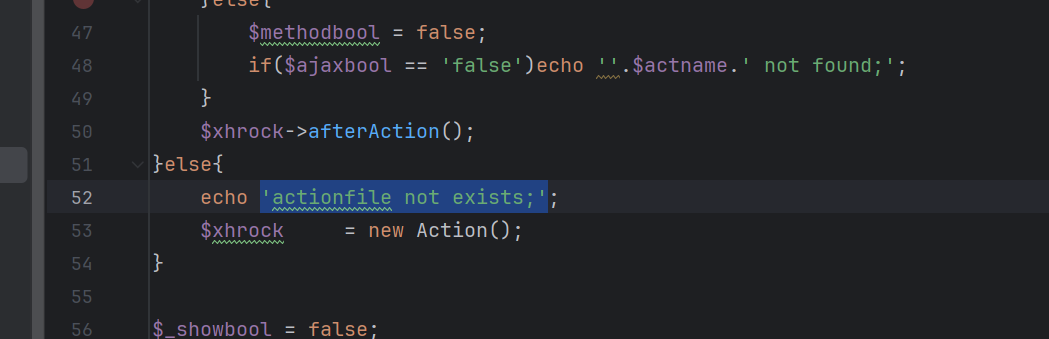 }else{
47 $methodbool = false;
48 if($ajaxbool == 'false')echo ''.$actname.' not found;';
49 }
50 $xhrock->afterAction();
51 }else{
52 echo 'actionfile not exists;';
53 $xhrock     = new Action();
54 }
55
56 $_showbool = false;